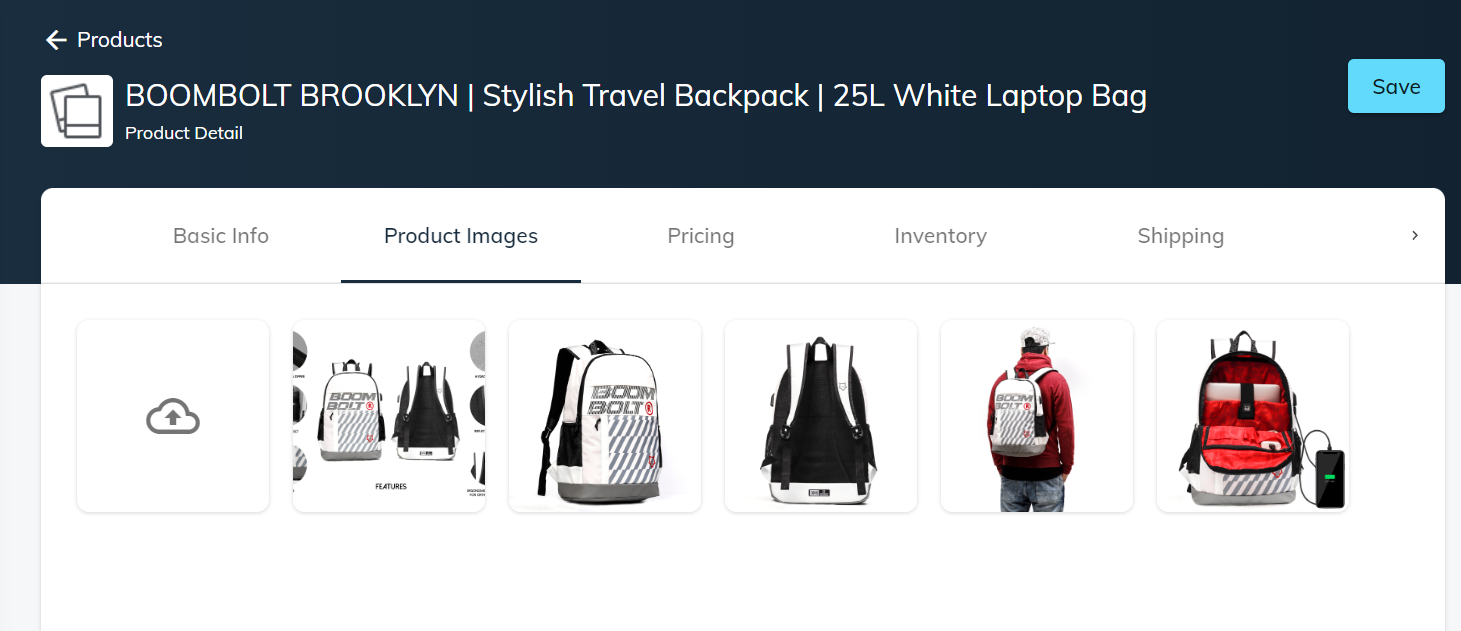 Products
BOOMBOLT BROOKLYN | Stylish Travel Backpack | 25L White Laptop Bag
Product Detail
Save
Basic Info
Product Images
Pricing
Inventory
Shipping
BOOM
BOLT
FEATURES
BOOM
BOLT
BOOM
BOLT